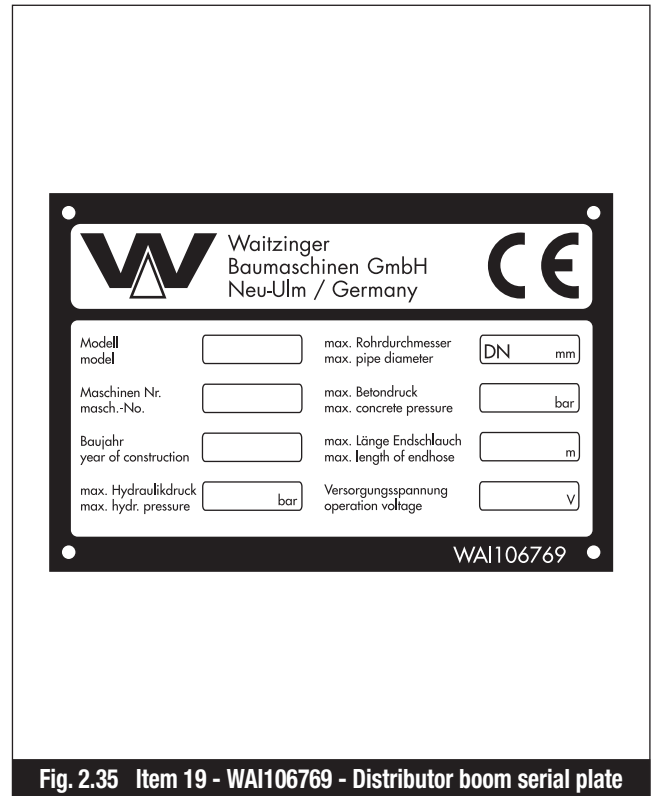 W
Waitzinger
Baumaschinen GmbH
Neu-Ulm / Germany
CE
Modell
model
Maschinen Nr.
masch.-No.
Baujahr
year of construction
max. Hydraulikdruck
max. hydr. pressure
bar
max. Rohrdurchmesser
max. pipe diameter
DN mm
max. Betondruck
max. concrete pressure
bar
max. Länge Endschlauch
max. length of endhose
m
Versorgungsspannung
operation voltage
V
WAI106769
Fig. 2.35 Item 19 - WAI106769 - Distributor boom serial plate